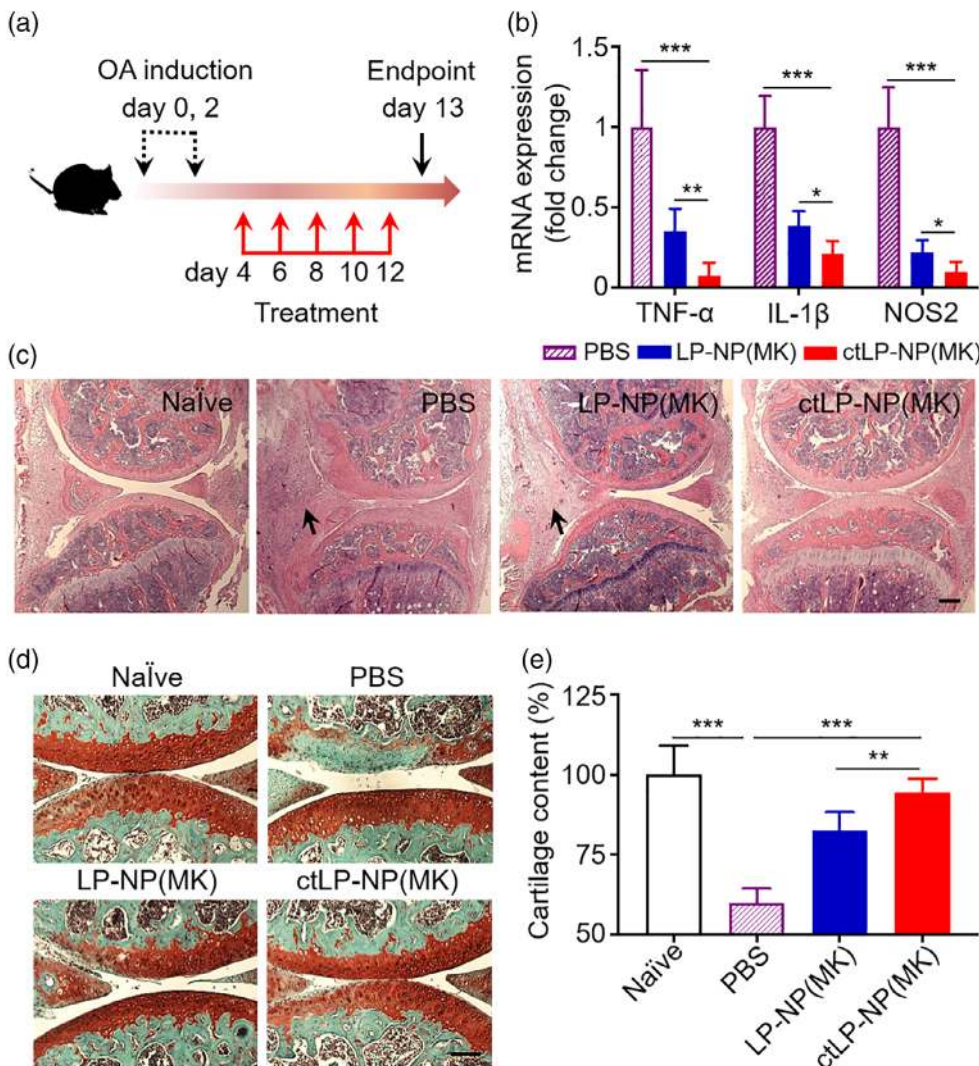 (a)
OA induction
day 0, 2
Endpoint
day 13
day 4 6 8 10 12
Treatment
(b)
mRNA expression
(fold change)
1
0.5
0
*** *** ***
** * *
TNF-α IL-1β NOS2
PBS LP-NP(MK) ctLP-NP(MK)
(c)
NaÏve PBS LP-NP(MK) ctLP-NP(MK)
(d)
NaÏve PBS
LP-NP(MK) ctLP-NP(MK)
(e)
Cartilage content (%)
125
100
75
50
*** ***
**
Naïve PBS LP-NP(MK) ctLP-NP(MK)